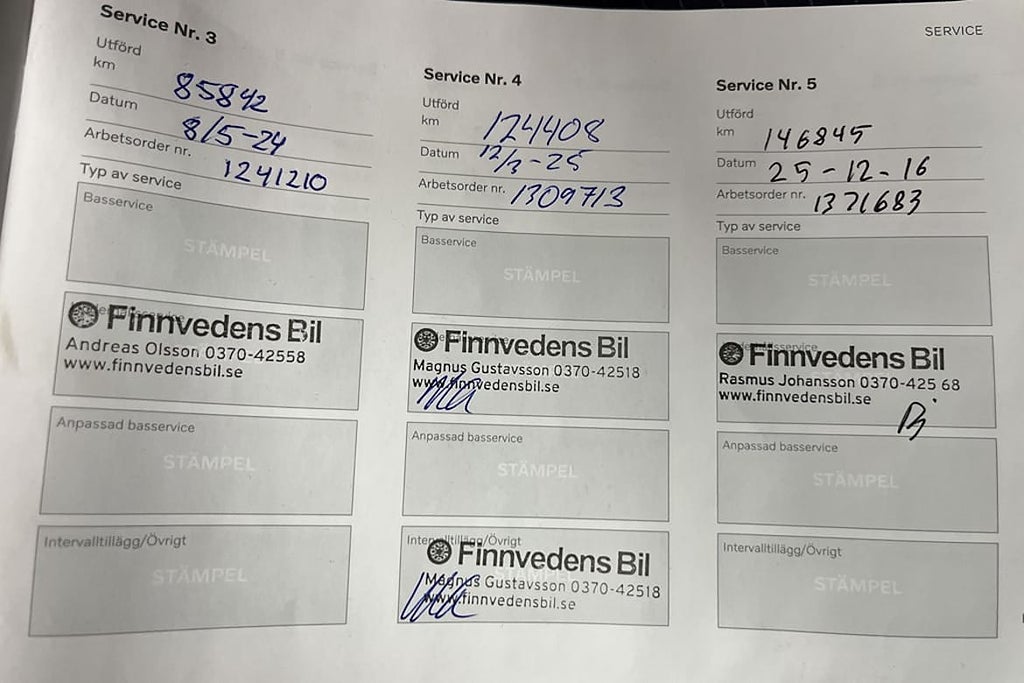 SERVICE
Service Nr. 3
Utförd
km 85842
Datum 8/5-24
Arbetsorder nr. 1241210
Typ av service
Basservice
STÄMPEL
Finnvedens Bil
Andreas Olsson 0370-42558
www.finnvedensbil.se
Anpassad basservice
STÄMPEL
Intervalltillägg/Övrigt
STÄMPEL
Service Nr. 4
Utförd
km 124408
Datum 12/3-25
Arbetsorder nr. 1309713
Typ av service
Basservice
STÄMPEL
Finnvedens Bil
Magnus Gustavsson 0370-42518
www.finnvedensbil.se
Anpassad basservice
STÄMPEL
Intervalltillägg/Övrigt
Finnvedens Bil
Magnus Gustavsson 0370-42518
www.finnvedensbil.se
Service Nr. 5
Utförd
km 146845
Datum 25-12-16
Arbetsorder nr. 1371683
Typ av service
Basservice
STÄMPEL
Finnvedens Bil
Rasmus Johansson 0370-425 68
www.finnvedensbil.se
Anpassad basservice
STÄMPEL
Intervalltillägg/Övrigt
STÄMPEL